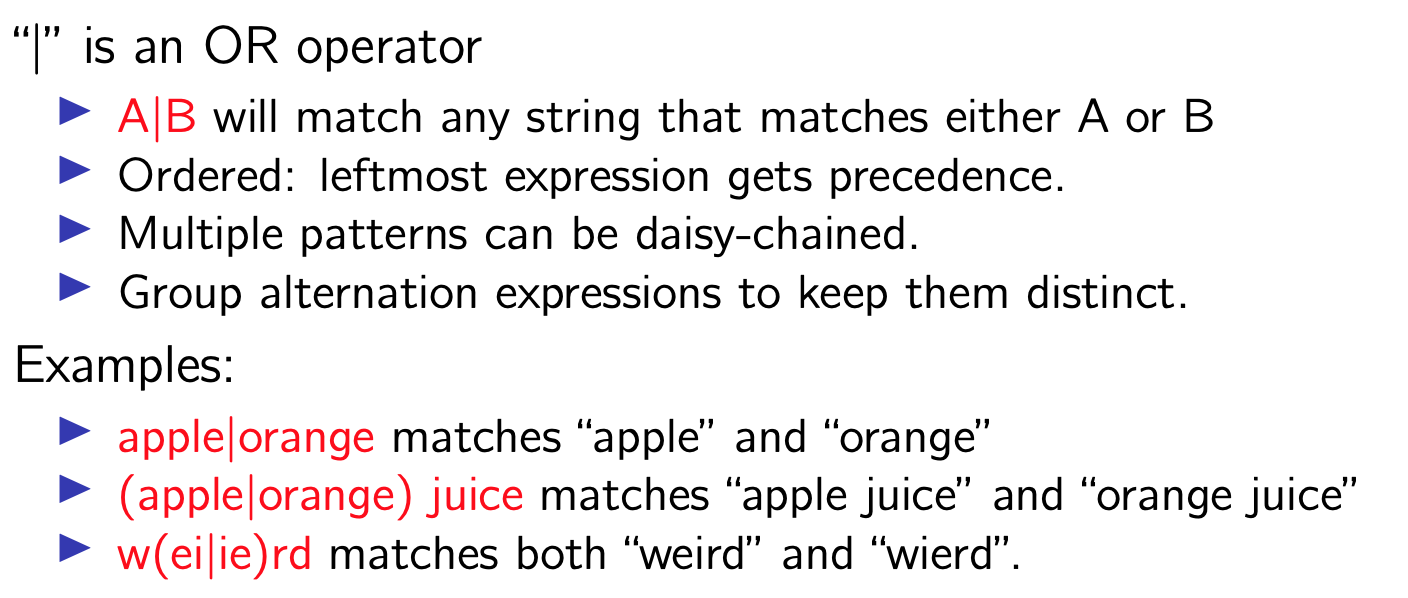 “|” is an OR operator
▶ A|B will match any string that matches either A or B
▶ Ordered: leftmost expression gets precedence.
▶ Multiple patterns can be daisy-chained.
▶ Group alternation expressions to keep them distinct.
Examples:
▶ apple|orange matches “apple” and “orange”
▶ (apple|orange) juice matches “apple juice” and “orange juice”
▶ w(ei|ie)rd matches both “weird” and “wierd”.